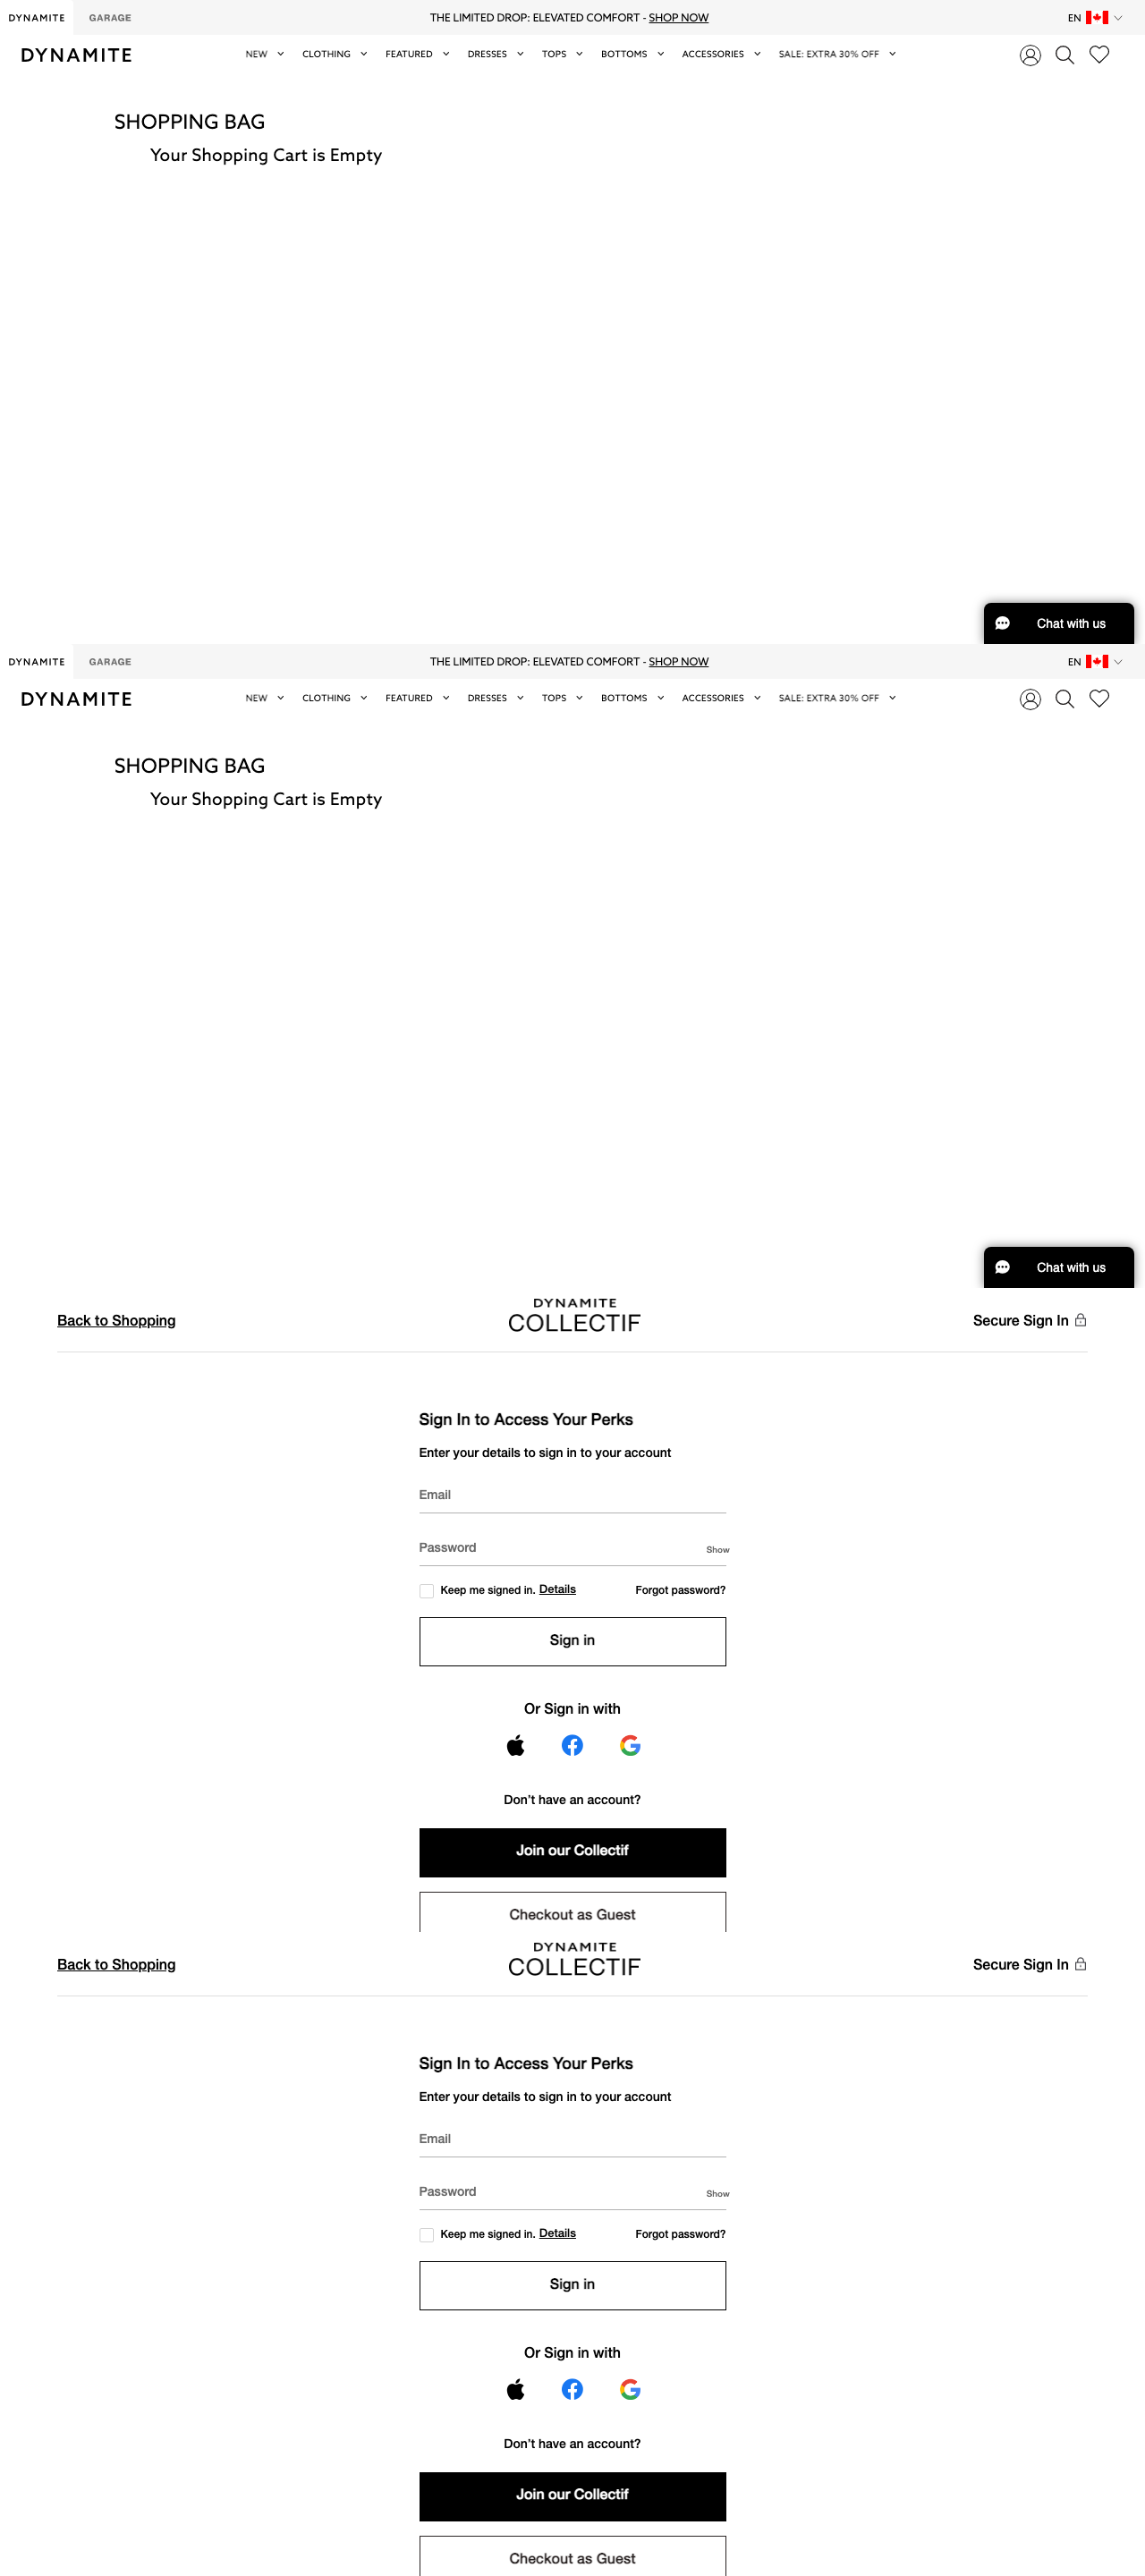 DYNAMITE GARAGE THE LIMITED DROP: ELEVATED COMFORT - SHOP NOW EN
DYNAMITE NEW CLOTHING FEATURED DRESSES TOPS BOTTOMS ACCESSORIES SALE: EXTRA 30% OFF
SHOPPING BAG
Your Shopping Cart is Empty
Chat with us
DYNAMITE GARAGE THE LIMITED DROP: ELEVATED COMFORT - SHOP NOW EN
DYNAMITE NEW CLOTHING FEATURED DRESSES TOPS BOTTOMS ACCESSORIES SALE: EXTRA 30% OFF
SHOPPING BAG
Your Shopping Cart is Empty
Chat with us
DYNAMITE
Back to Shopping COLLECTIF Secure Sign In
Sign In to Access Your Perks
Enter your details to sign in to your account
Email
Password Show
Keep me signed in. Details Forgot password?
Sign in
Or Sign in with
Don't have an account?
Join our Collectif
Checkout as Guest
DYNAMITE
Back to Shopping COLLECTIF Secure Sign In
Sign In to Access Your Perks
Enter your details to sign in to your account
Email
Password Show
Keep me signed in. Details Forgot password?
Sign in
Or Sign in with
Don't have an account?
Join our Collectif
Checkout as Guest